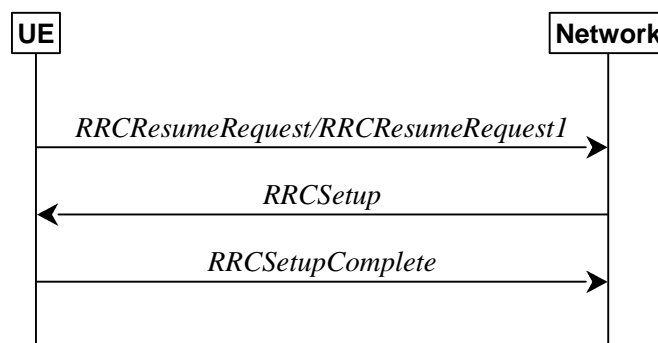 UE
Network
RRCResumeRequest/RRCResumeRequest1
RRCSetup
RRCSetupComplete